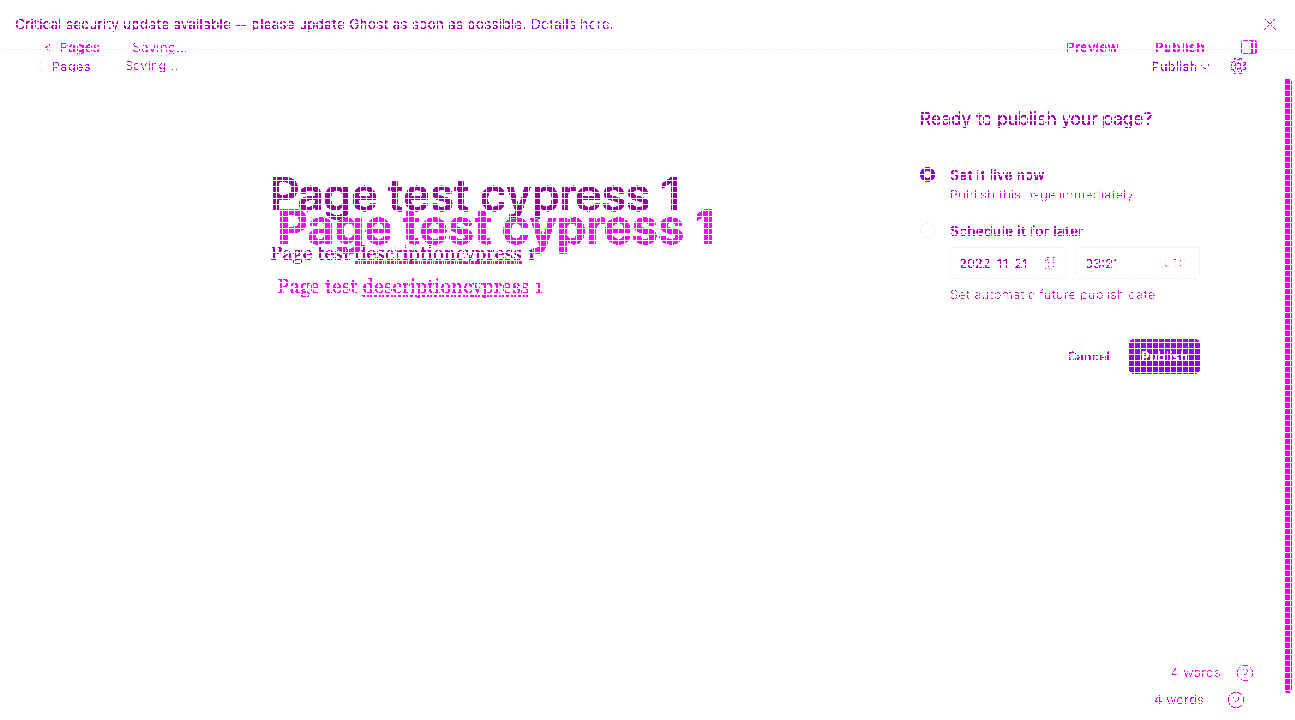 Critical security update available — please update Ghost as soon as possible. Details here.
< Pages Saving... Preview Publish
< Pages Saving... Publish
Ready to publish your page?
Set it live now
Publish this page immediately
Page test cypress 1
Page test cypress 1
Schedule it for later
Page test descriptioncypress 1
2022-11-21 03:21 UTC
Page test descriptioncypress 1
Set automatic future publish date
Cancel Publish
4 words ?
4 words ?